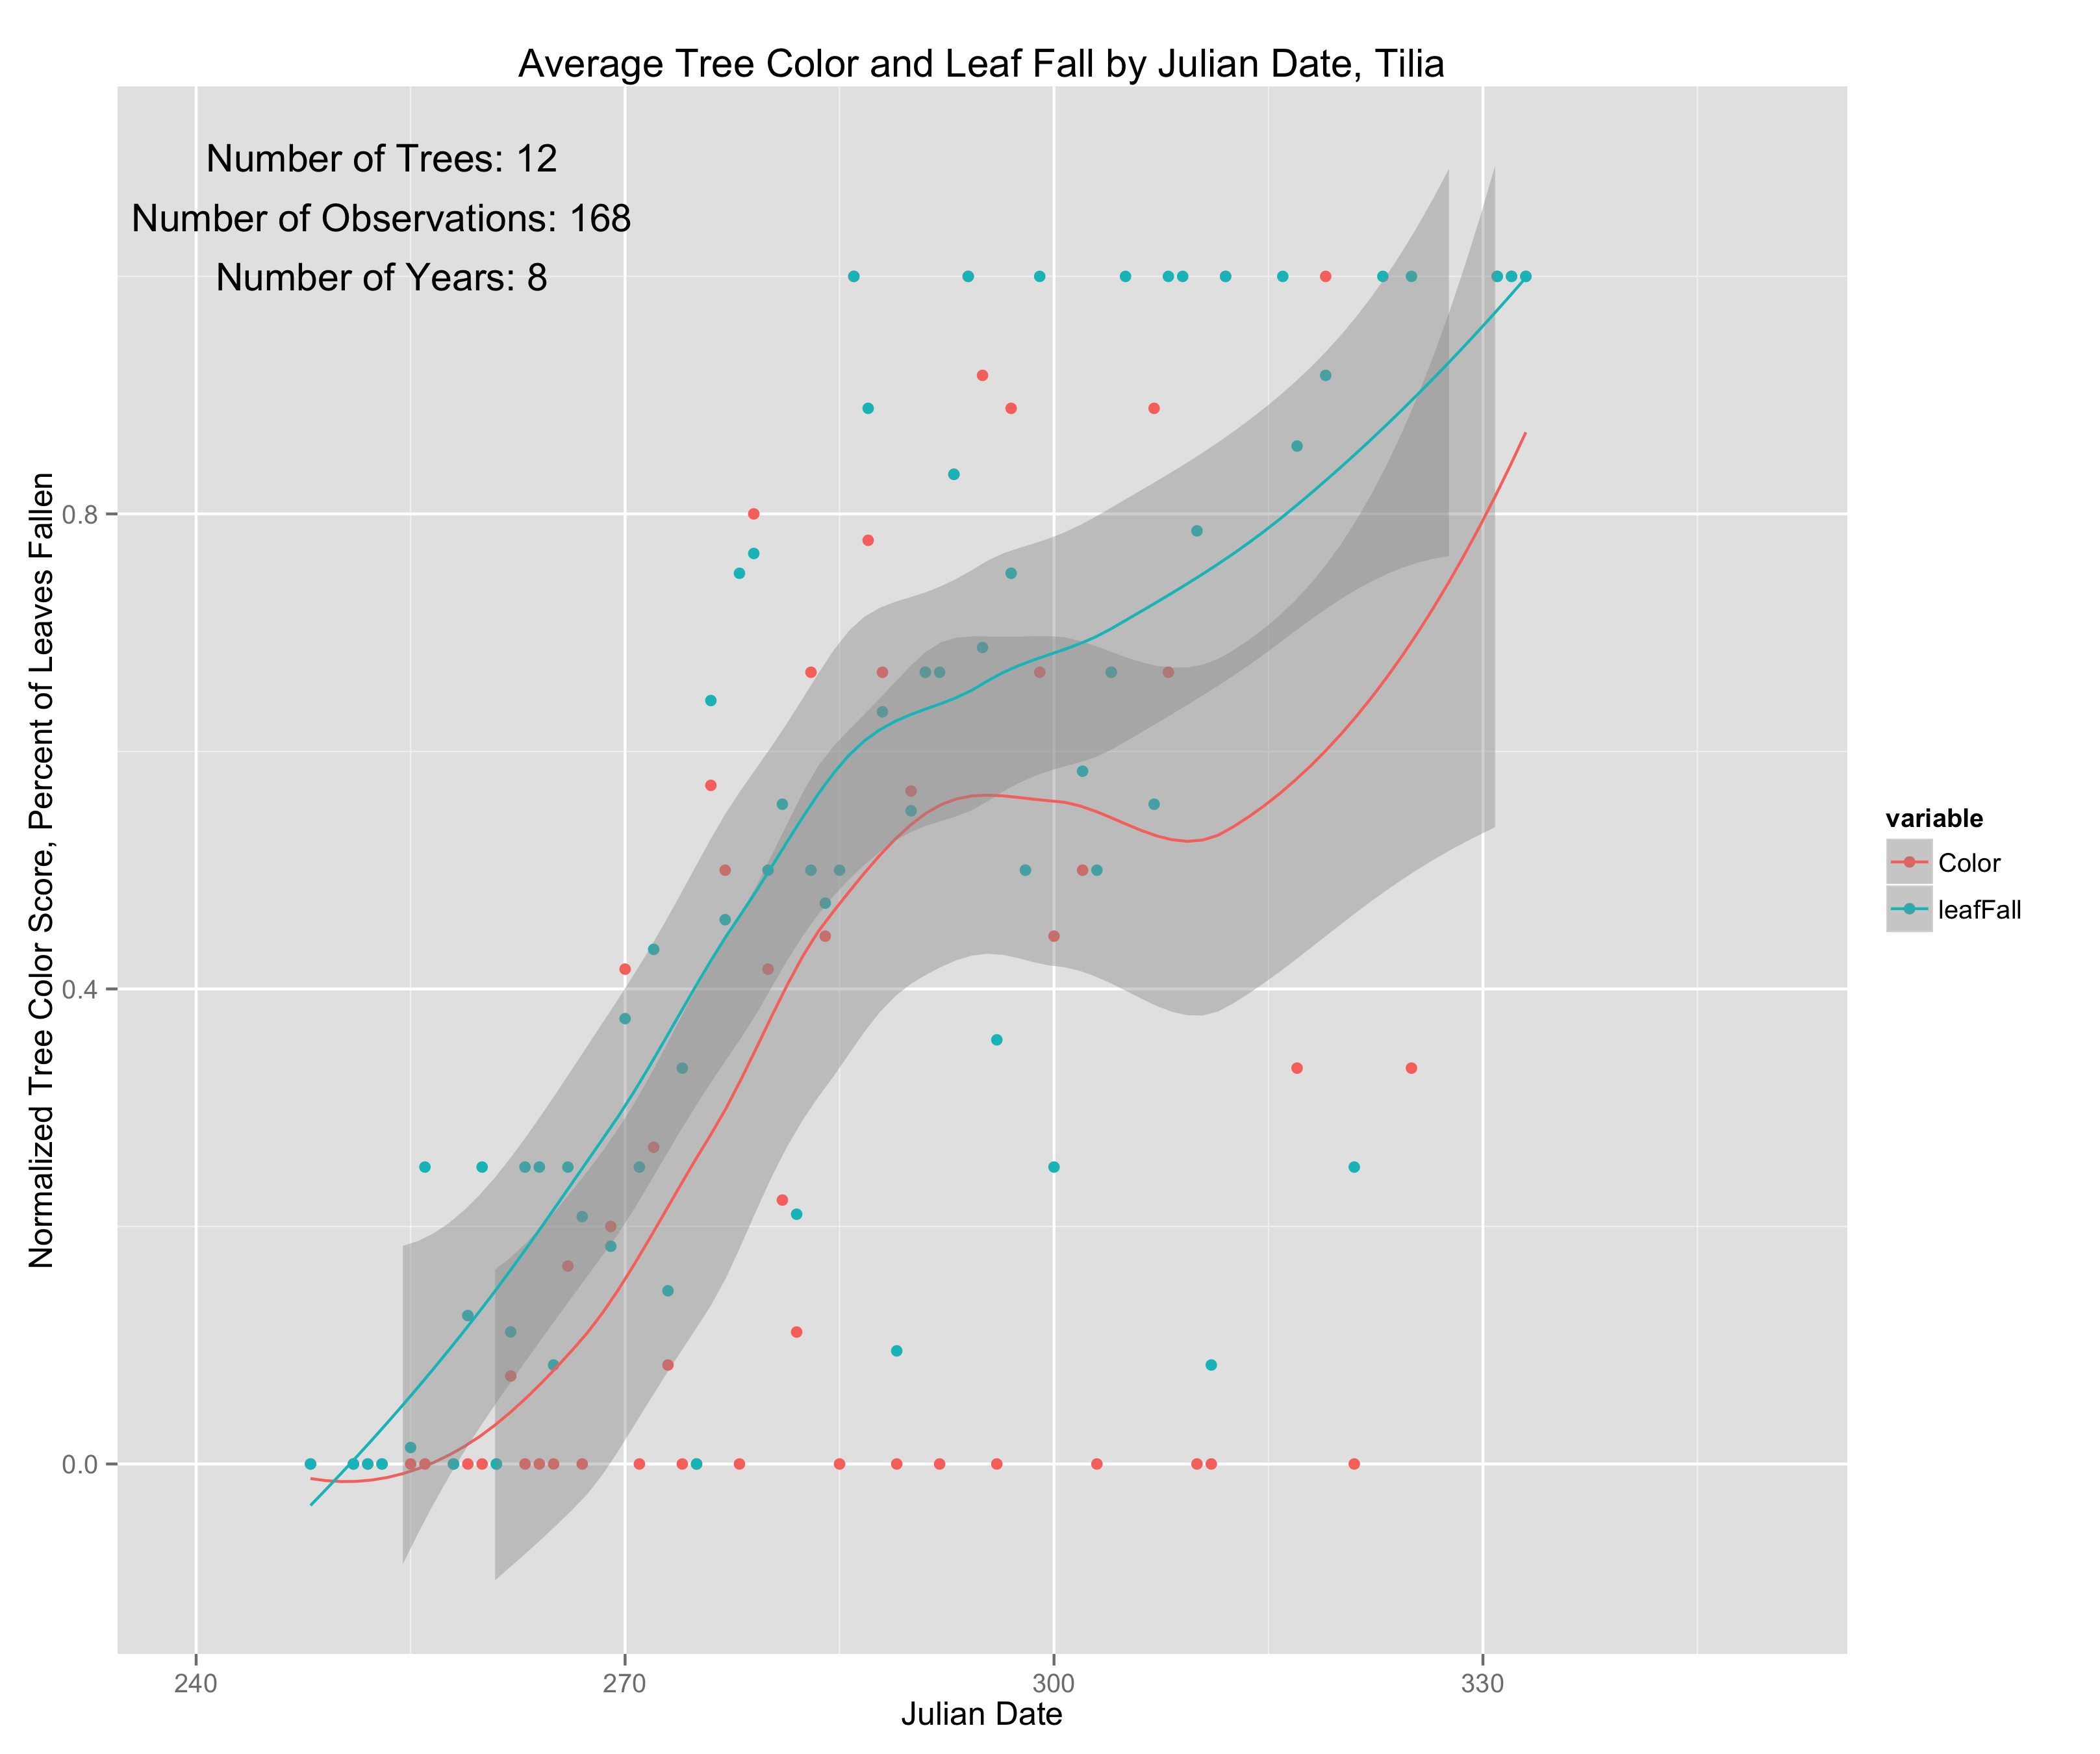 Average Tree Color and Leaf Fall by Julian Date, Tilia
Number of Trees: 12
Number of Observations: 168
Number of Years: 8
Normalized Tree Color Score, Percent of Leaves Fallen
0.8
0.4
0.0
240
270
300
330
Julian Date
variable
Color
leafFall